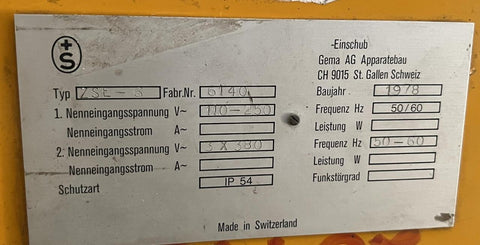 +
S
-Einschub
Gema AG Apparatebau
CH 9015 St. Gallen Schweiz
Typ ZSE-8 Fabr.Nr. 6140
Baujahr 1978
1. Nenneingangsspannung V~ 110-250
Frequenz Hz 50/60
Nenneingangsstrom A~
Leistung W
2. Nenneingangsspannung V~ 3 X 380
Frequenz Hz 50-60
Nenneingangsstrom A~
Leistung W
Schutzart IP 54
Funkstörgrad
Made in Switzerland